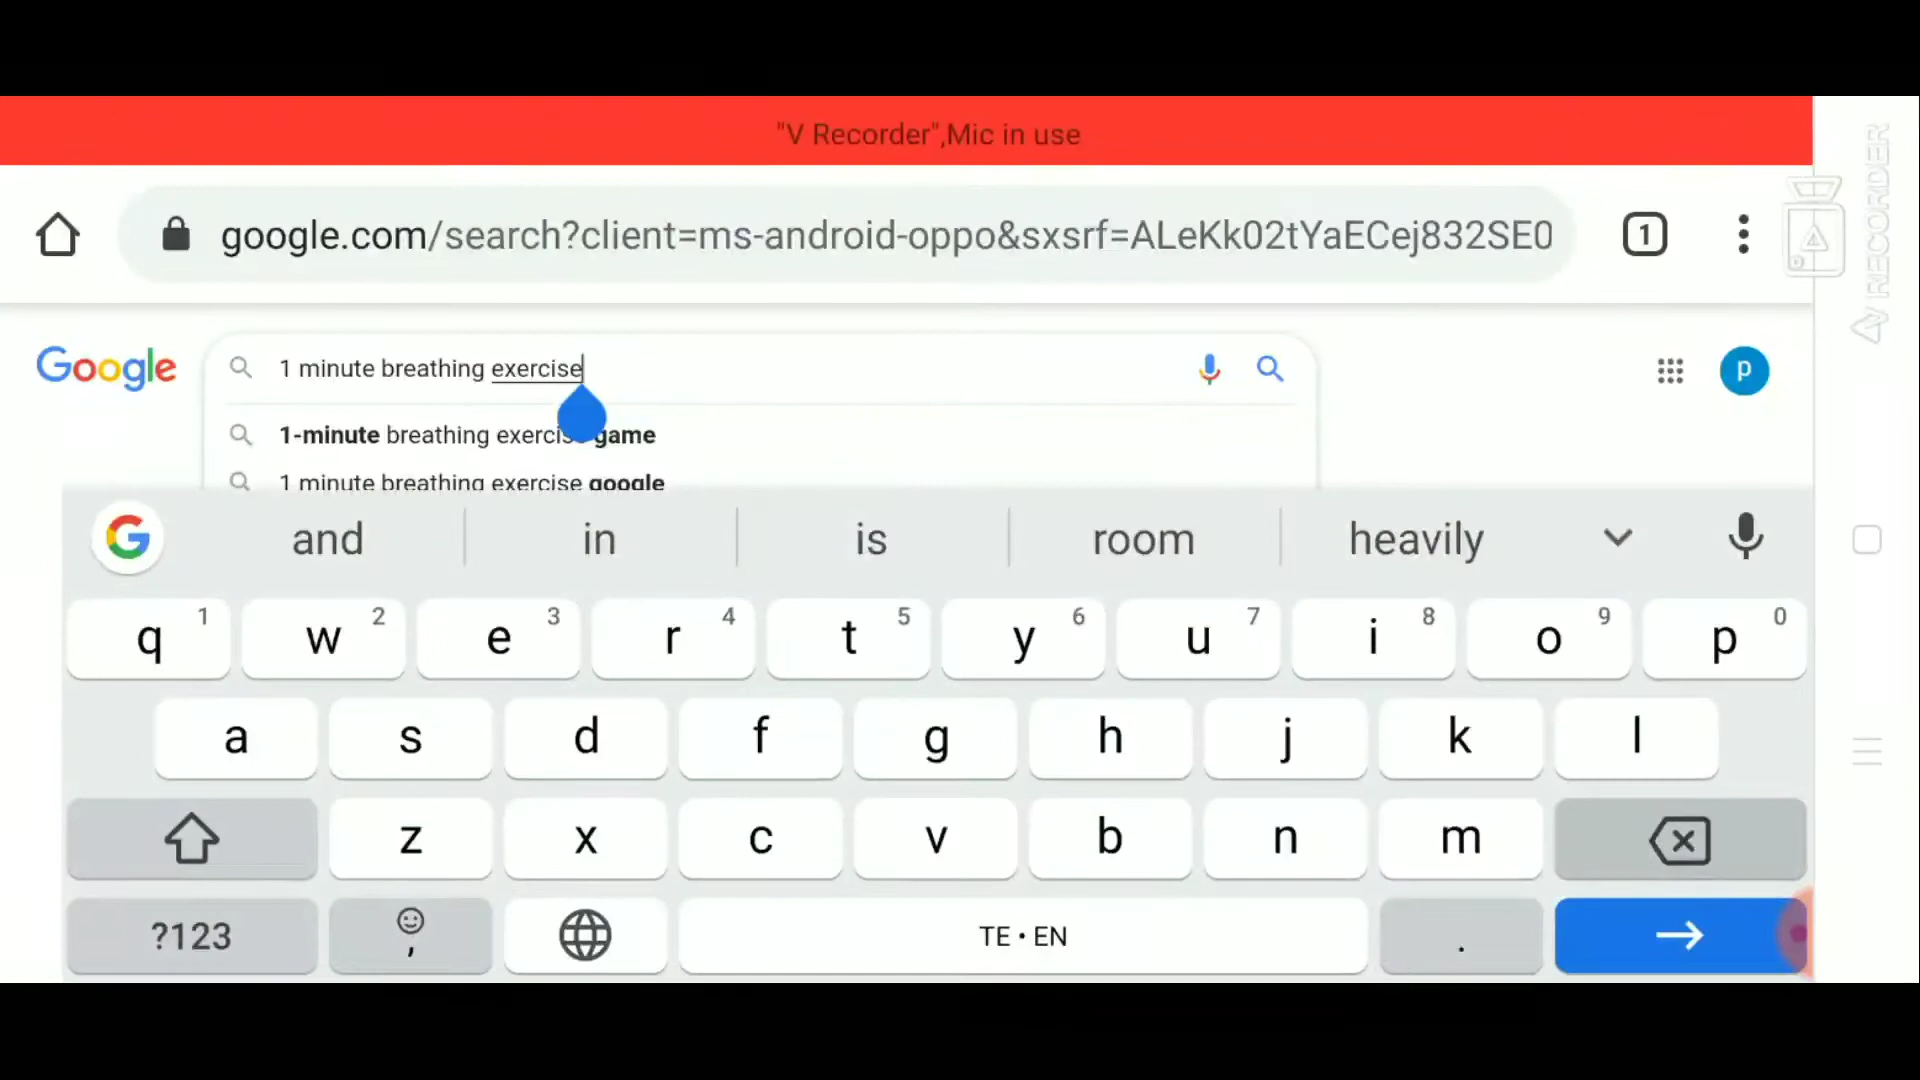 "V Recorder",Mic in use
google.com/search?client=ms-android-oppo&sxsrf=ALeKk02tYaECej832SE0
1
RECORDER
Google
1 minute breathing exercise
p
1-minute breathing exercise game
1 minute breathing exercise google
G
and in is room heavily
q 1 w 2 e 3 r 4 t 5 y 6 u 7 i 8 o 9 p 0
a s d f g h j k l
z x c v b n m
?123 , TE • EN .